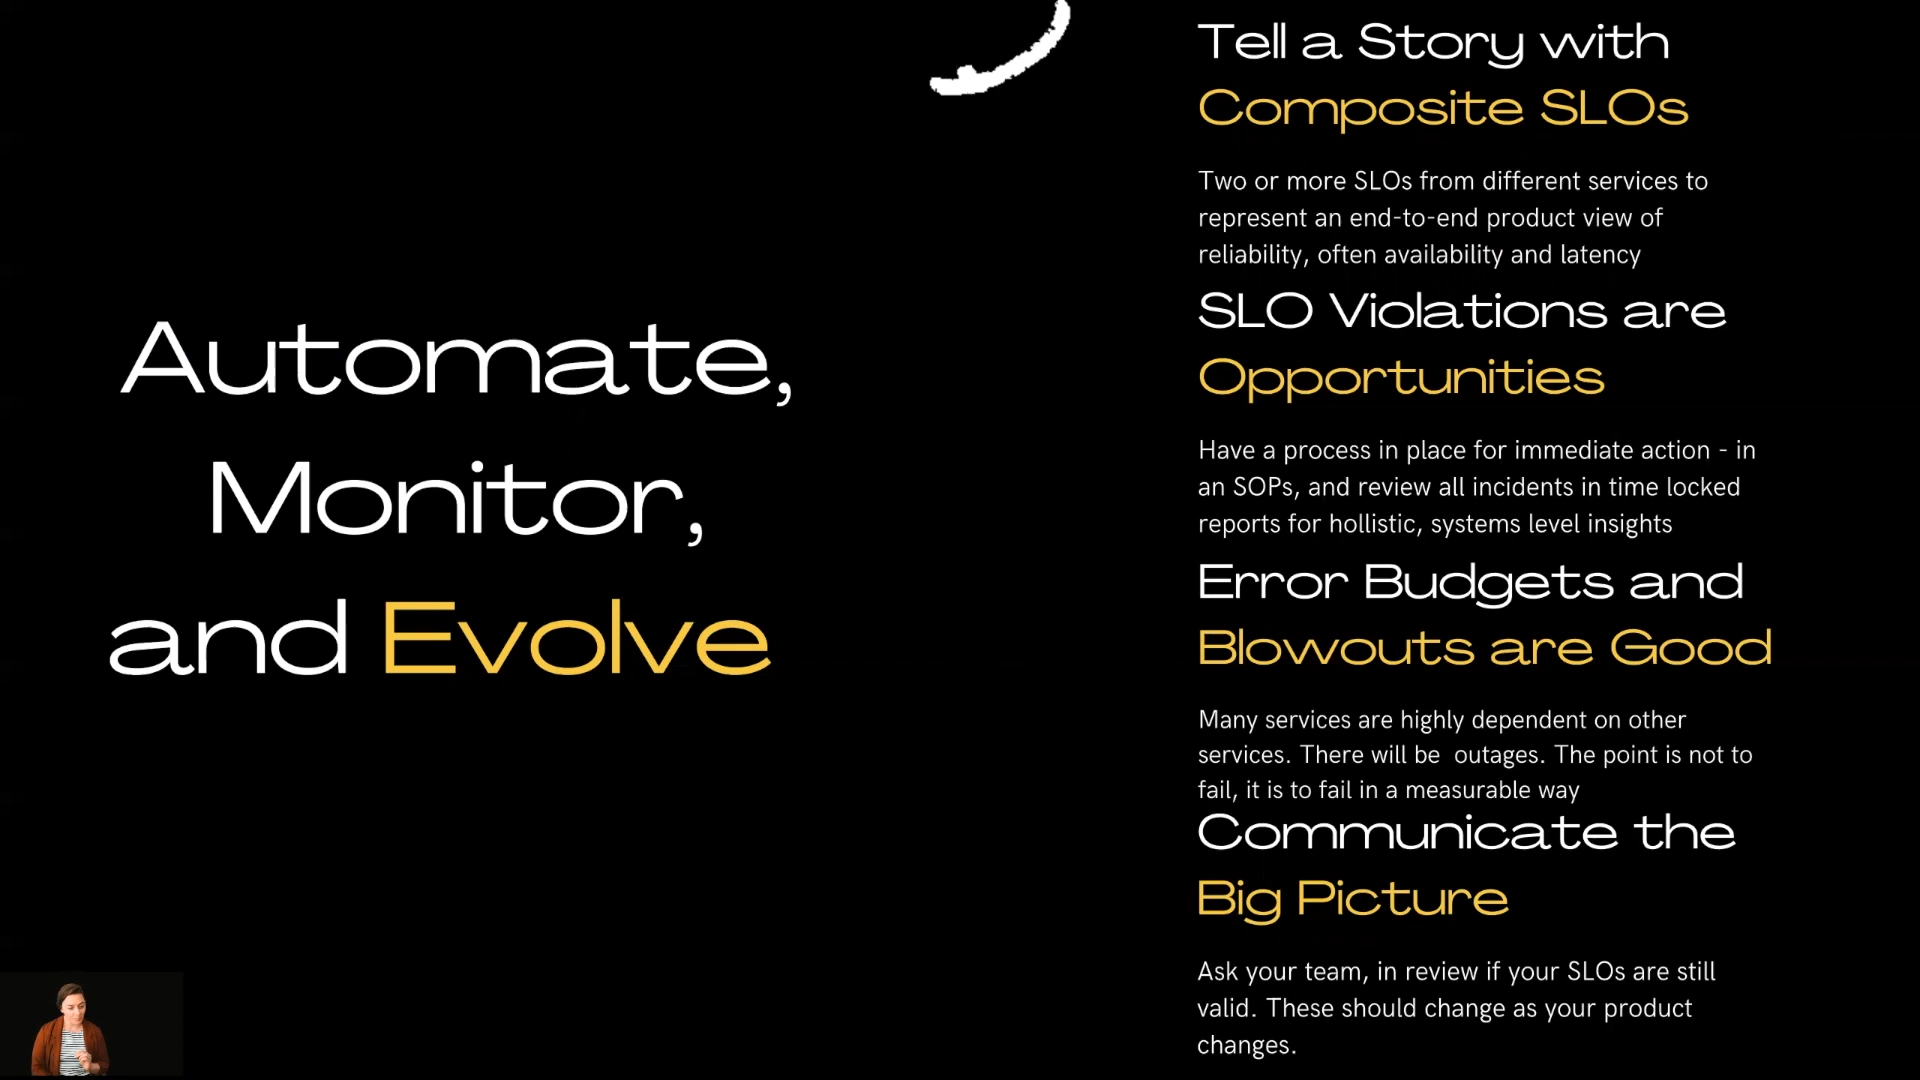 Automate,
Monitor,
and Evolve
Tell a Story with
Composite SLOs
Two or more SLOs from different services to
represent an end-to-end product view of
reliability, often availability and latency
SLO Violations are
Opportunities
Have a process in place for immediate action - in
an SOPs, and review all incidents in time locked
reports for hollistic, systems level insights
Error Budgets and
Blowouts are Good
Many services are highly dependent on other
services. There will be  outages. The point is not to
fail, it is to fail in a measurable way
Communicate the
Big Picture
Ask your team, in review if your SLOs are still
valid. These should change as your product
changes.